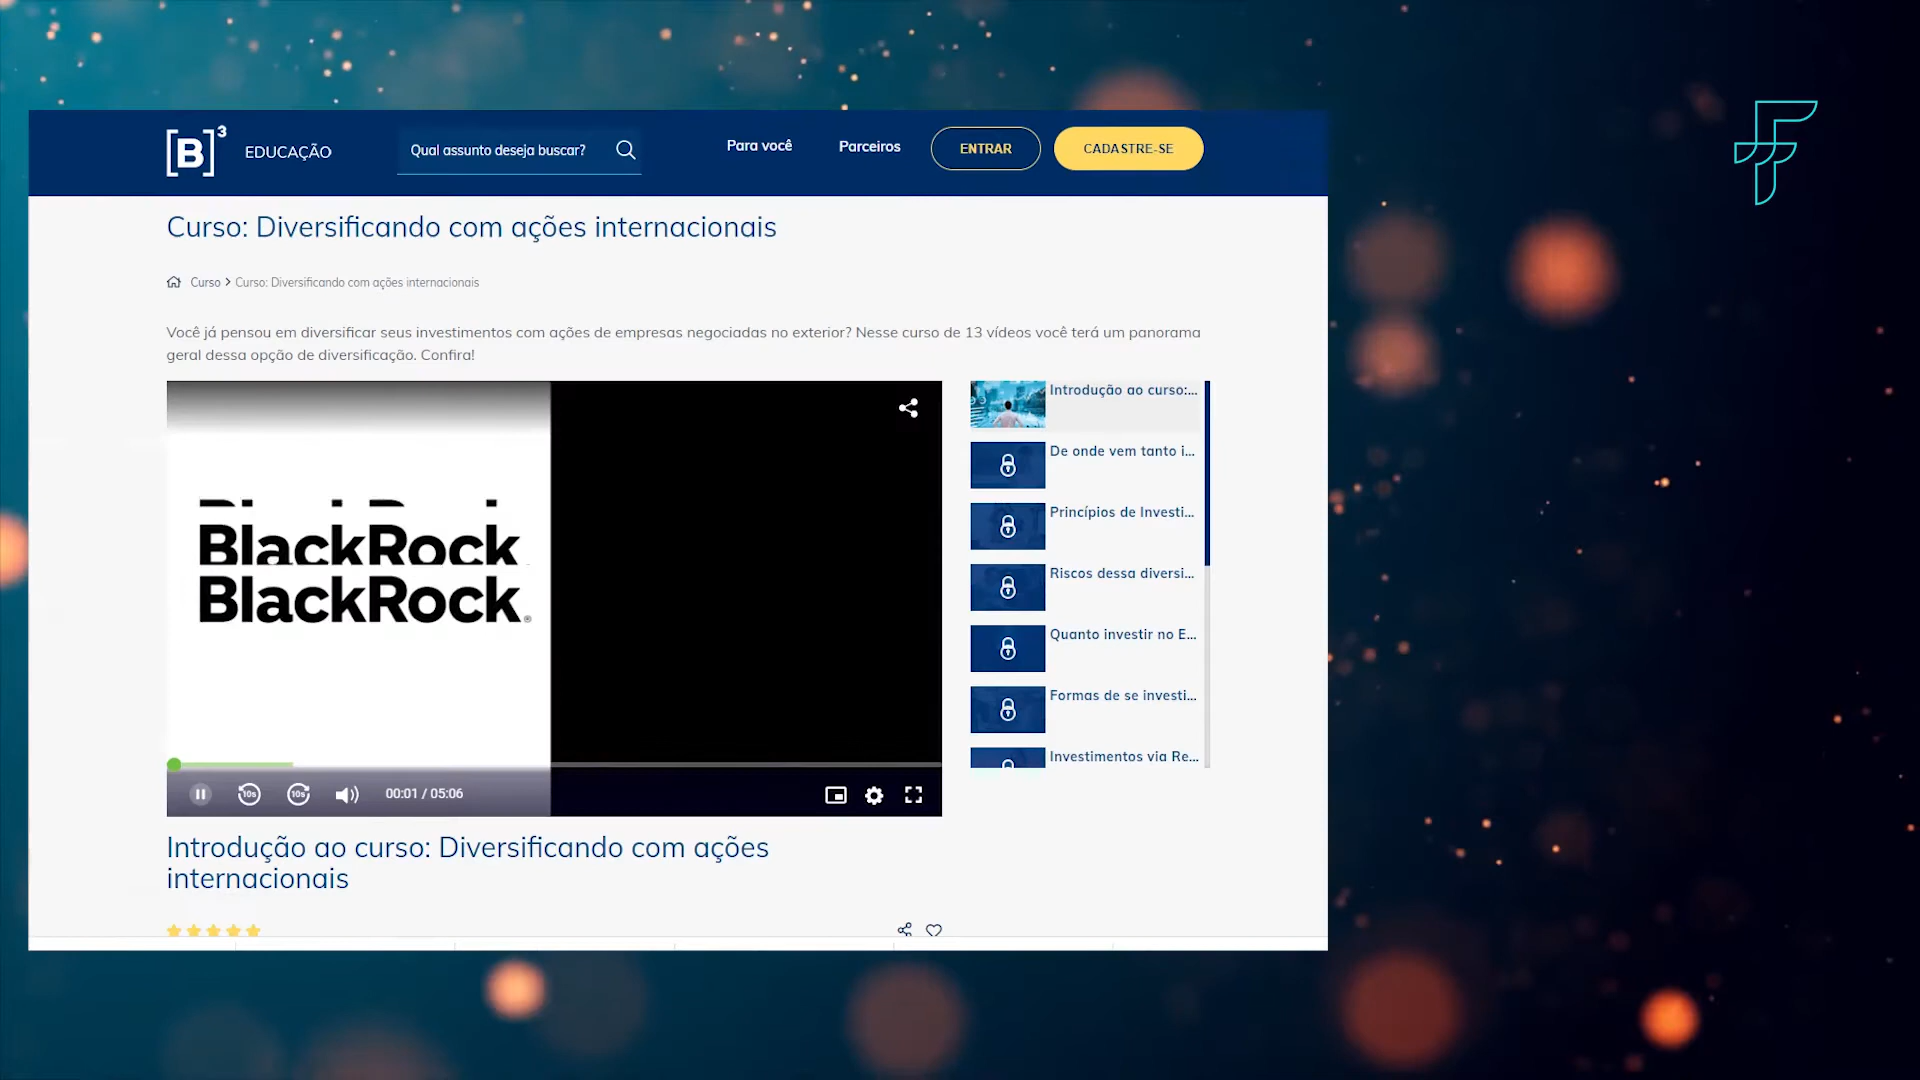 [B]³ EDUCAÇÃO
Qual assunto deseja buscar?
Para você
Parceiros
ENTRAR
CADASTRE-SE
Curso: Diversificando com ações internacionais
Curso > Curso: Diversificando com ações internacionais
Você já pensou em diversificar seus investimentos com ações de empresas negociadas no exterior? Nesse curso de 13 vídeos você terá um panorama
geral dessa opção de diversificação. Confira!
BlackRock
BlackRock®
10s
10s
00:01 / 05:06
Introdução ao curso:...
De onde vem tanto i...
Princípios de Investi...
Riscos dessa diversi...
Quanto investir no E...
Formas de se investi...
Investimentos via Re...
Introdução ao curso: Diversificando com ações
internacionais